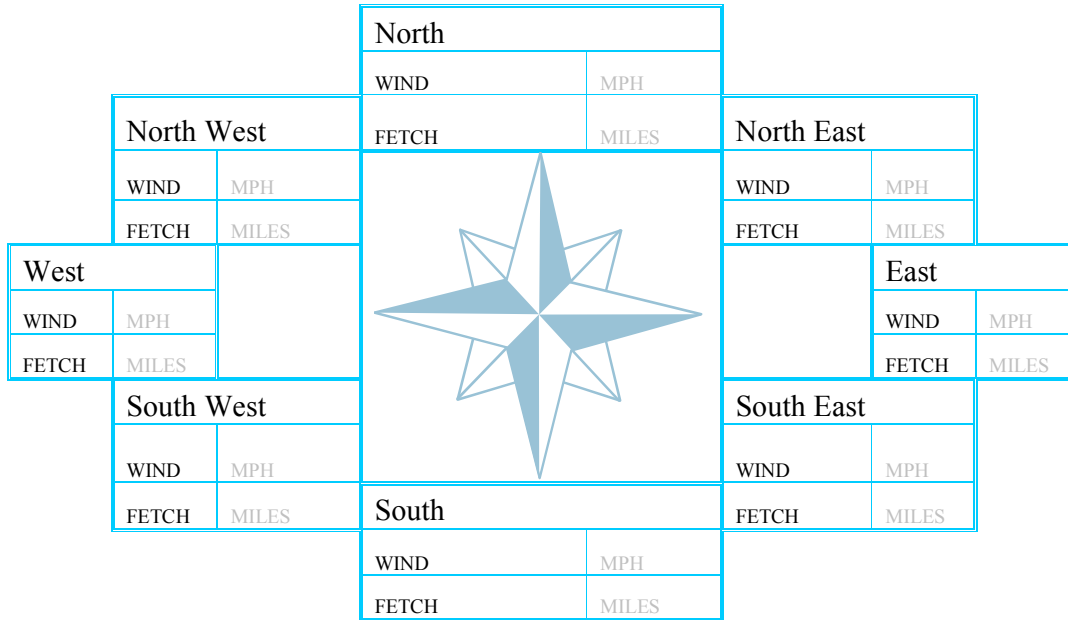 North
WIND MPH
FETCH MILES
North West
WIND MPH
FETCH MILES
North East
WIND MPH
FETCH MILES
West
WIND MPH
FETCH MILES
East
WIND MPH
FETCH MILES
South West
WIND MPH
FETCH MILES
South East
WIND MPH
FETCH MILES
South
WIND MPH
FETCH MILES